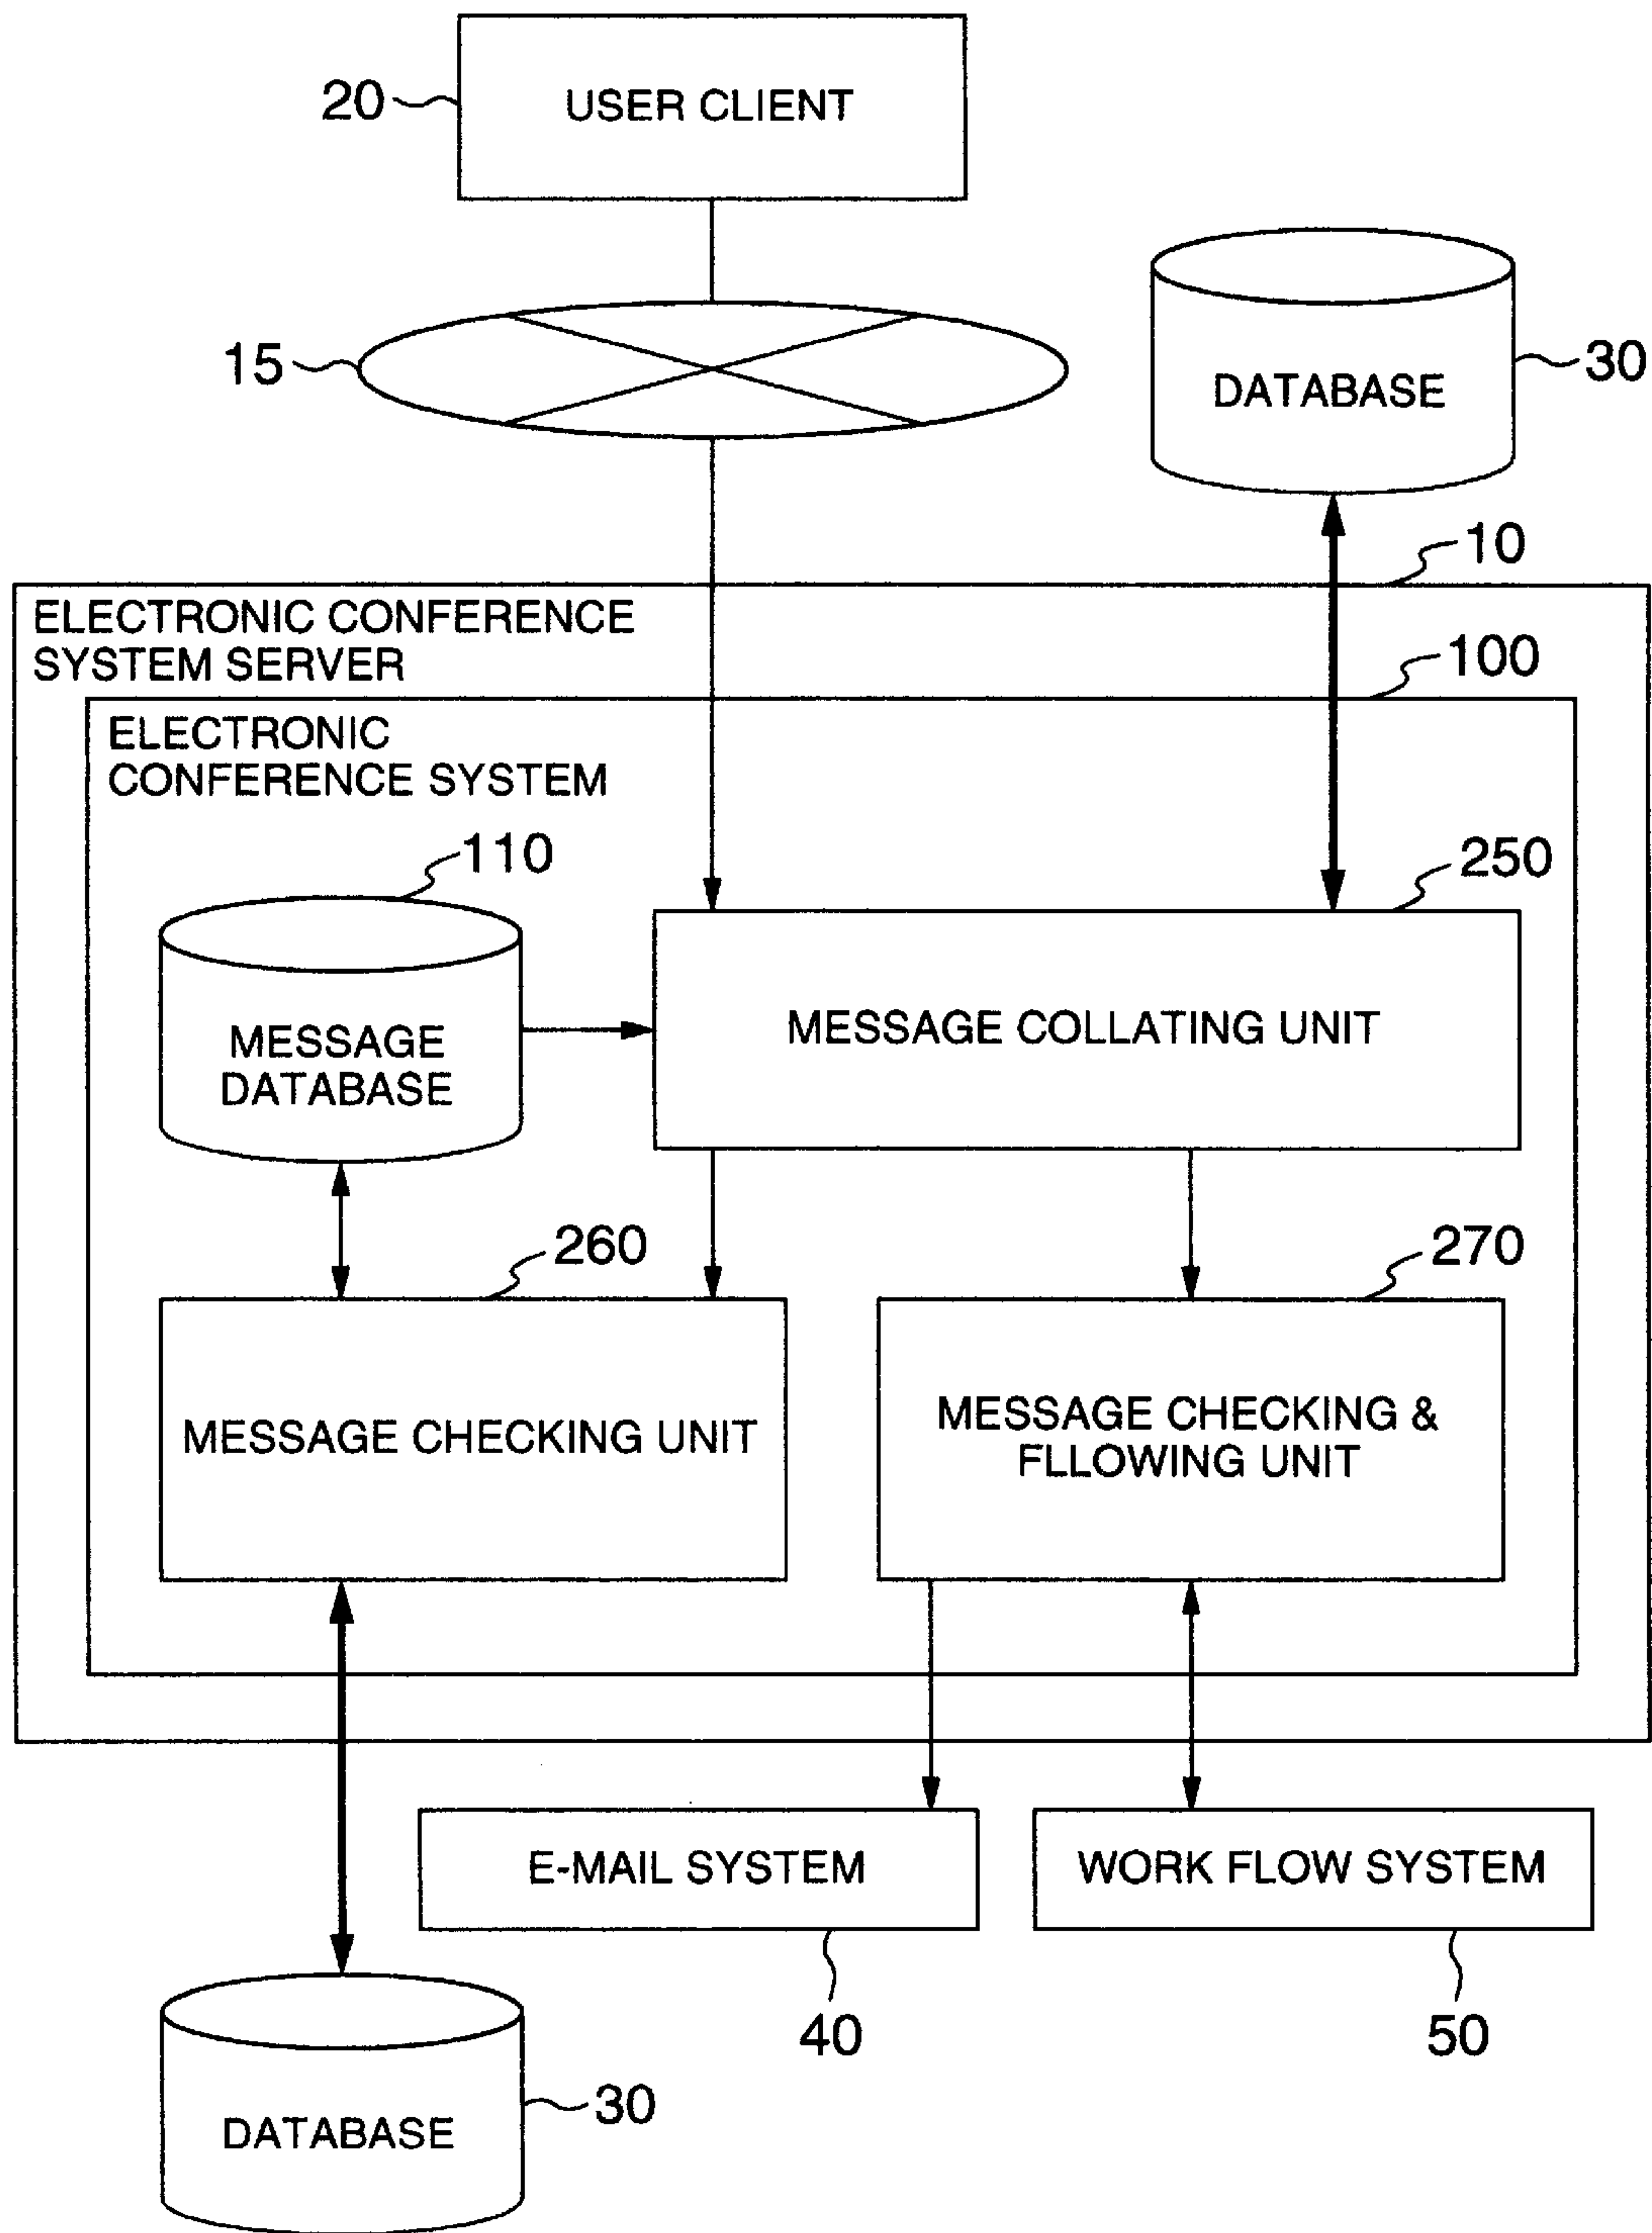 20
USER CLIENT
15
DATABASE
30
10
ELECTRONIC CONFERENCE
SYSTEM SERVER
100
ELECTRONIC
CONFERENCE SYSTEM
110
250
MESSAGE
DATABASE
MESSAGE COLLATING UNIT
260
270
MESSAGE CHECKING UNIT
MESSAGE CHECKING &
FLLOWING UNIT
E-MAIL SYSTEM
WORK FLOW SYSTEM
40
50
DATABASE
30